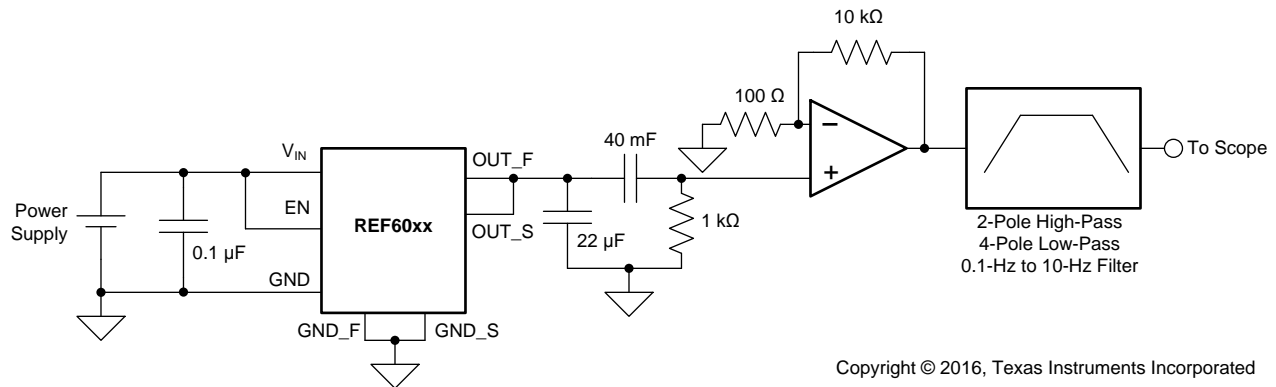 10 kΩ
100 Ω
40 mF
V_IN
OUT_F
To Scope
Power
Supply
EN
REF60xx
OUT_S
1 kΩ
0.1 µF
22 µF
2-Pole High-Pass
4-Pole Low-Pass
0.1-Hz to 10-Hz Filter
GND
GND_F
GND_S
Copyright © 2016, Texas Instruments Incorporated